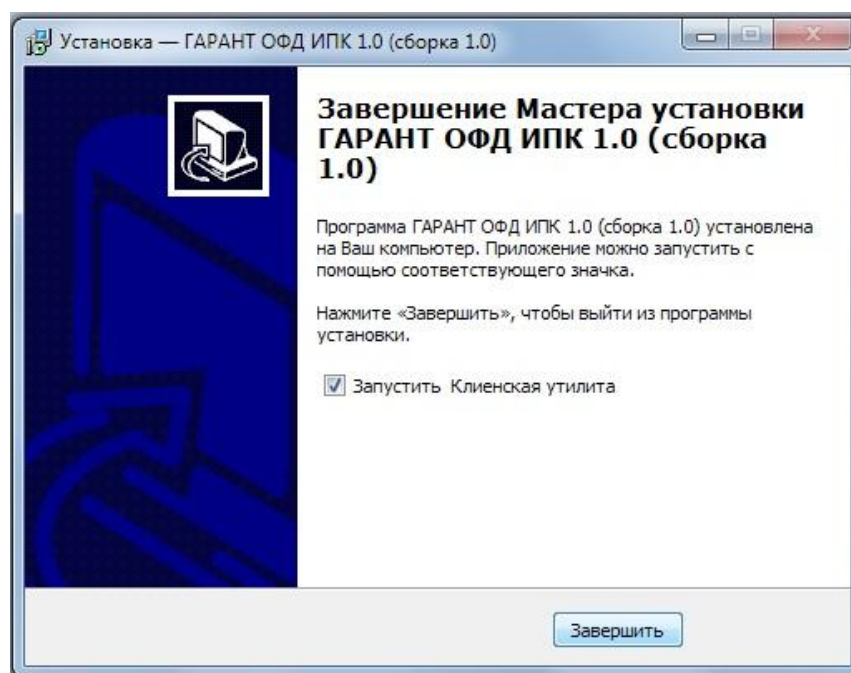 Установка — ГАРАНТ ОФД ИПК 1.0 (сборка 1.0)
Завершение Мастера установки
ГАРАНТ ОФД ИПК 1.0 (сборка
1.0)
Программа ГАРАНТ ОФД ИПК 1.0 (сборка 1.0) установлена
на Ваш компьютер. Приложение можно запустить с
помощью соответствующего значка.
Нажмите «Завершить», чтобы выйти из программы
установки.
Запустить Клиенская утилита
Завершить